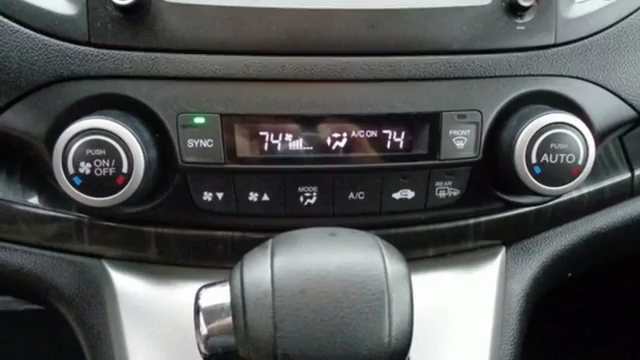 PUSH
ON/
OFF
SYNC
74
A/C ON 74
FRONT
PUSH
AUTO
MODE
A/C
REAR